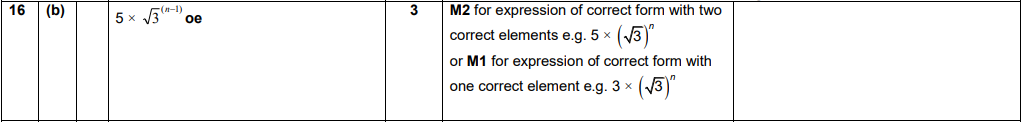 16 (b) 5 × √3^(n–1) oe 3 M2 for expression of correct form with two
correct elements e.g. 5 × (√3)^n
or M1 for expression of correct form with
one correct element e.g. 3 × (√3)^n